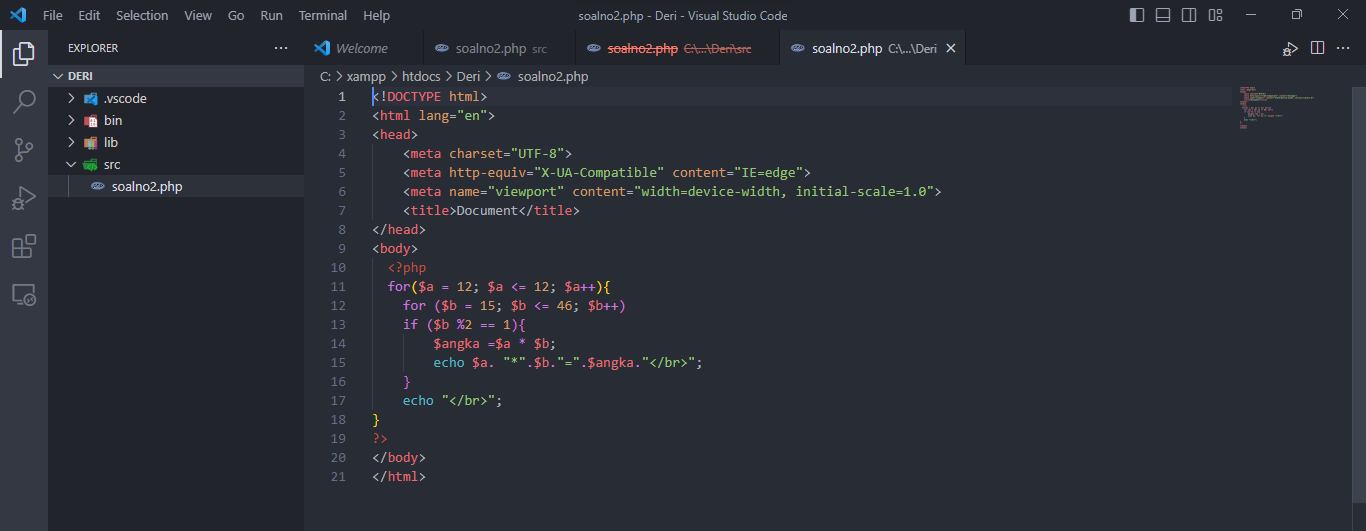 File Edit Selection View Go Run Terminal Help soalno2.php - Deri - Visual Studio Code
EXPLORER ···
Welcome soalno2.php src soalno2.php C:\...\Deri\src soalno2.php C:\...\Deri
DERI
.vscode
bin
lib
src
soalno2.php
C: > xampp > htdocs > Deri > soalno2.php
1 <!DOCTYPE html>
2 <html lang="en">
3 <head>
4 <meta charset="UTF-8">
5 <meta http-equiv="X-UA-Compatible" content="IE=edge">
6 <meta name="viewport" content="width=device-width, initial-scale=1.0">
7 <title>Document</title>
8 </head>
9 <body>
10 <?php
11 for($a = 12; $a <= 12; $a++){
12 for ($b = 15; $b <= 46; $b++)
13 if ($b %2 == 1){
14 $angka =$a * $b;
15 echo $a. "*".$b."=".$angka."</br>";
16 }
17 echo "</br>";
18 }
19 ?>
20 </body>
21 </html>